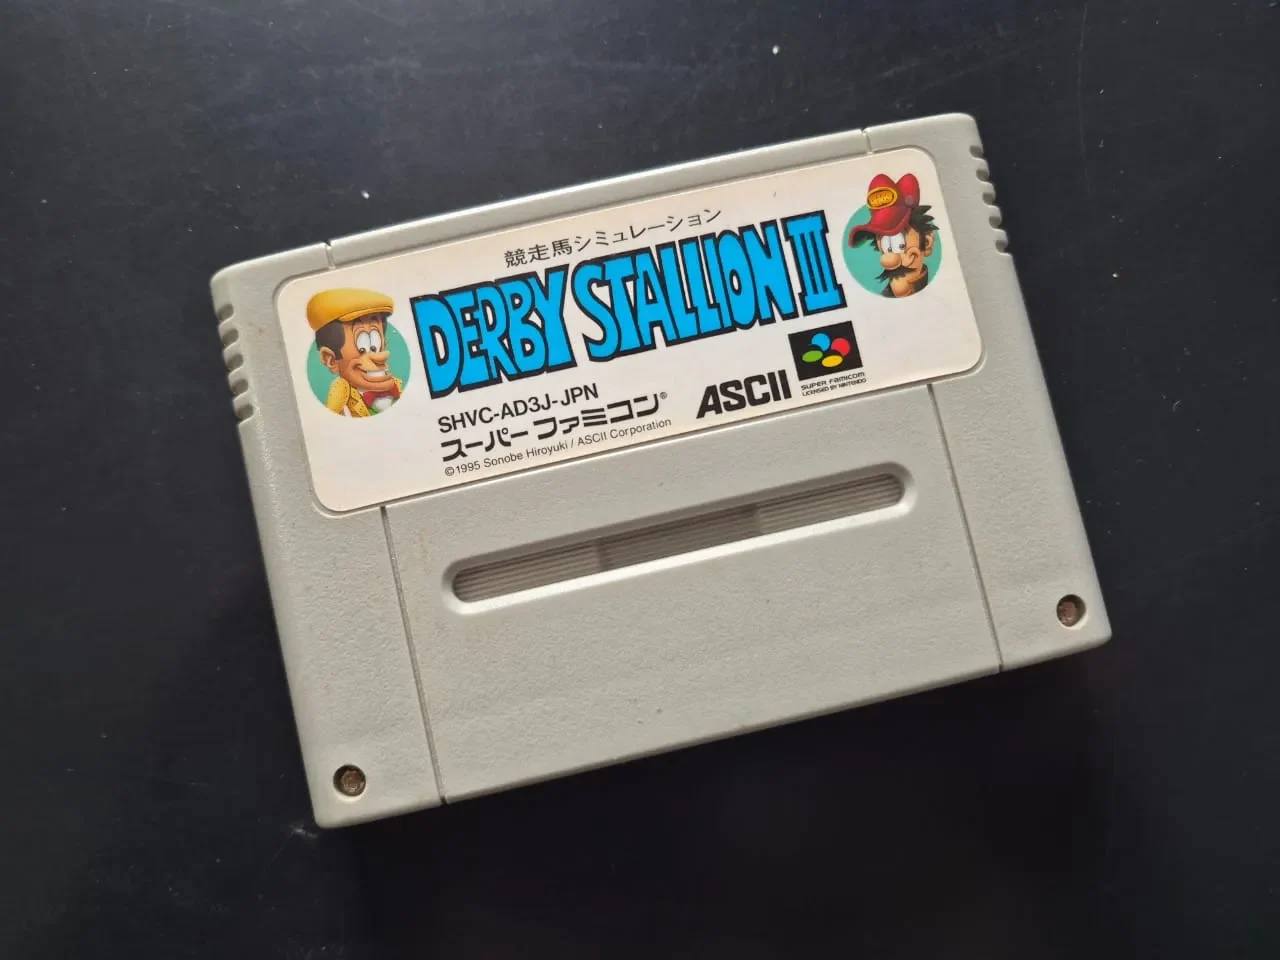 競走馬シミュレーション
DERBY STALLION III
SHVC-AD3J-JPN
スーパーファミコン®
©1995 Sonobe Hiroyuki / ASCII Corporation
ASCII
SUPER FAMICOM
LICENSED BY NINTENDO